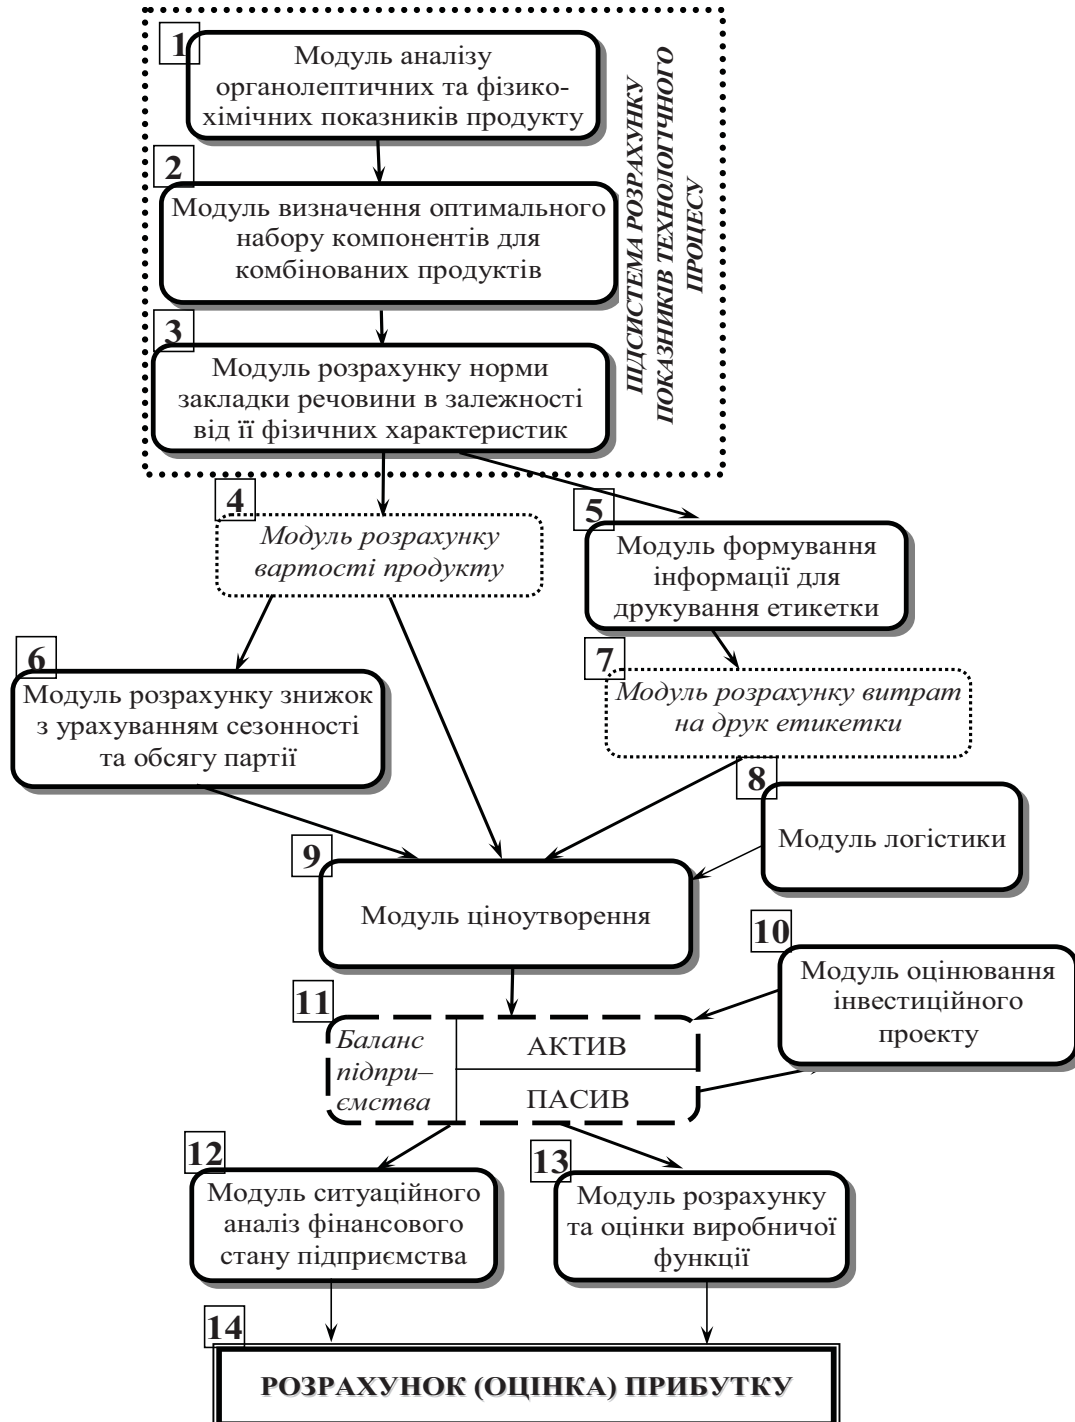 1
Модуль аналізу
органолептичних та фізико-
хімічних показників продукту
ПІДСИСТЕМА РОЗРАХУНКУ
ПОКАЗНИКІВ ТЕХНОЛОГІЧНОГО
ПРОЦЕСУ
2
Модуль визначення оптимального
набору компонентів для
комбінованих продуктів
3
Модуль розрахунку норми
закладки речовини в залежності
від її фізичних характеристик
4
Модуль розрахунку
вартості продукту
5
Модуль формування
інформації для
друкування етикетки
6
Модуль розрахунку знижок
з урахуванням сезонності
та обсягу партії
7
Модуль розрахунку витрат
на друк етикетки
8
Модуль логістики
9
Модуль ціноутворення
10
Модуль оцінювання
інвестиційного
проекту
11
Баланс
підпри–
ємства
АКТИВ
ПАСИВ
12
Модуль ситуаційного
аналіз фінансового
стану підприємства
13
Модуль розрахунку
та оцінки виробничої
функції
14
РОЗРАХУНОК (ОЦІНКА) ПРИБУТКУ